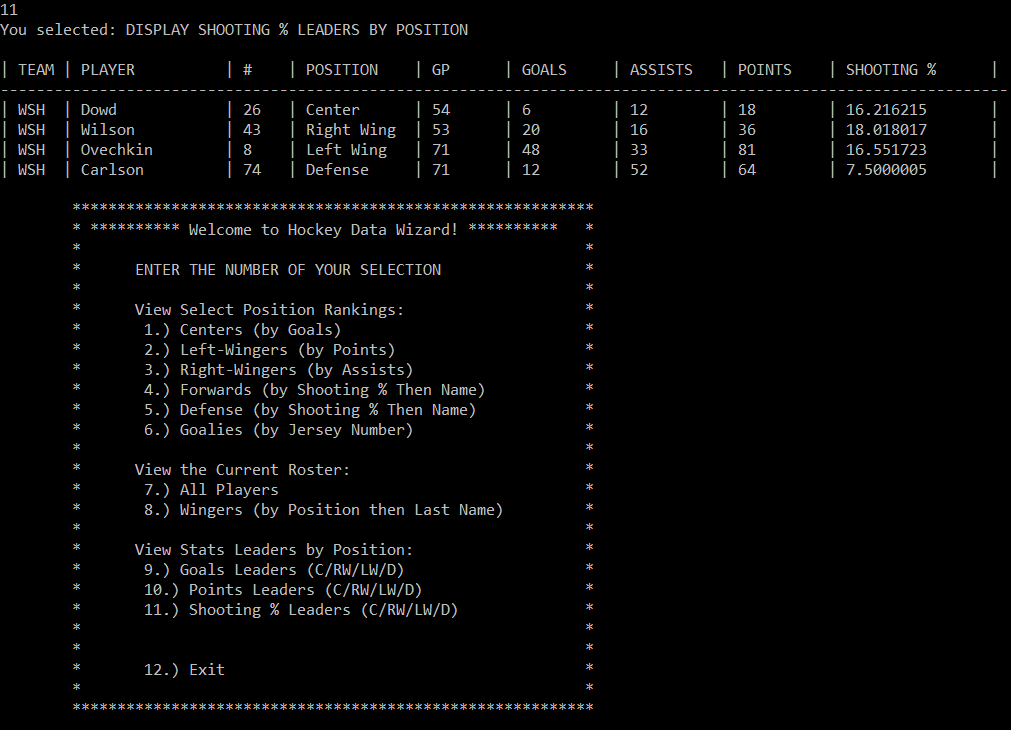 11
You selected: DISPLAY SHOOTING % LEADERS BY POSITION
| TEAM | PLAYER | # | POSITION | GP | GOALS | ASSISTS | POINTS | SHOOTING % |
----------------------------------------------------------------------------------------------------------------
| WSH | Dowd | 26 | Center | 54 | 6 | 12 | 18 | 16.216215 |
| WSH | Wilson | 43 | Right Wing | 53 | 20 | 16 | 36 | 18.018017 |
| WSH | Ovechkin | 8 | Left Wing | 71 | 48 | 33 | 81 | 16.551723 |
| WSH | Carlson | 74 | Defense | 71 | 12 | 52 | 64 | 7.5000005 |
**********************************************************
* ********** Welcome to Hockey Data Wizard! ********** *
* *
* ENTER THE NUMBER OF YOUR SELECTION *
* *
* View Select Position Rankings: *
* 1.) Centers (by Goals) *
* 2.) Left-Wingers (by Points) *
* 3.) Right-Wingers (by Assists) *
* 4.) Forwards (by Shooting % Then Name) *
* 5.) Defense (by Shooting % Then Name) *
* 6.) Goalies (by Jersey Number) *
* *
* View the Current Roster: *
* 7.) All Players *
* 8.) Wingers (by Position then Last Name) *
* *
* View Stats Leaders by Position: *
* 9.) Goals Leaders (C/RW/LW/D) *
* 10.) Points Leaders (C/RW/LW/D) *
* 11.) Shooting % Leaders (C/RW/LW/D) *
* *
* *
* 12.) Exit *
* *
**********************************************************